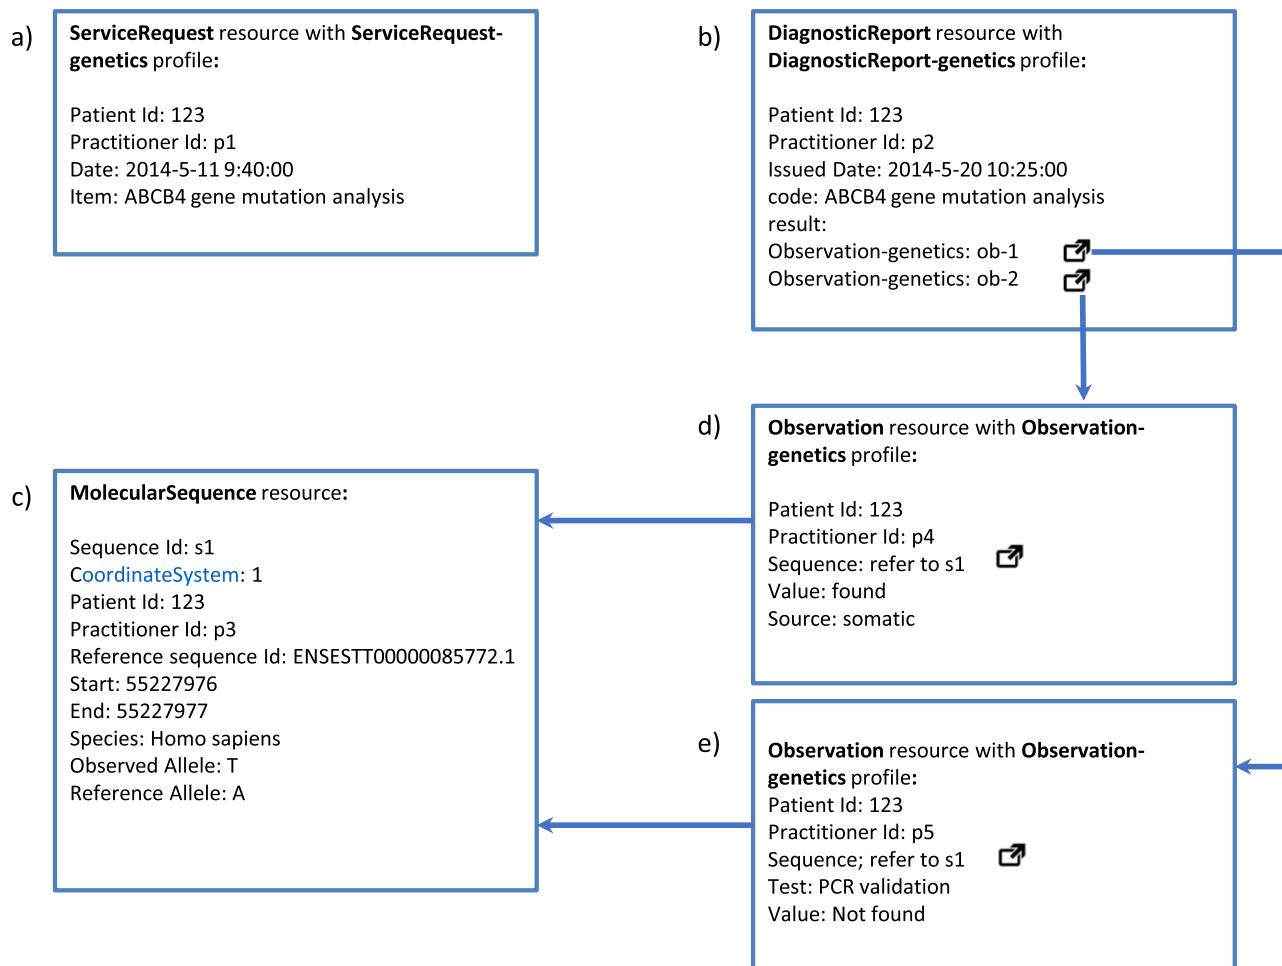 a)
ServiceRequest resource with ServiceRequest-
genetics profile:
Patient Id: 123
Practitioner Id: p1
Date: 2014-5-11 9:40:00
Item: ABCB4 gene mutation analysis
b)
DiagnosticReport resource with
DiagnosticReport-genetics profile:
Patient Id: 123
Practitioner Id: p2
Issued Date: 2014-5-20 10:25:00
code: ABCB4 gene mutation analysis
result:
Observation-genetics: ob-1
Observation-genetics: ob-2
c)
MolecularSequence resource:
Sequence Id: s1
CoordinateSystem: 1
Patient Id: 123
Practitioner Id: p3
Reference sequence Id: ENSESTT00000085772.1
Start: 55227976
End: 55227977
Species: Homo sapiens
Observed Allele: T
Reference Allele: A
d)
Observation resource with Observation-
genetics profile:
Patient Id: 123
Practitioner Id: p4
Sequence: refer to s1
Value: found
Source: somatic
e)
Observation resource with Observation-
genetics profile:
Patient Id: 123
Practitioner Id: p5
Sequence; refer to s1
Test: PCR validation
Value: Not found